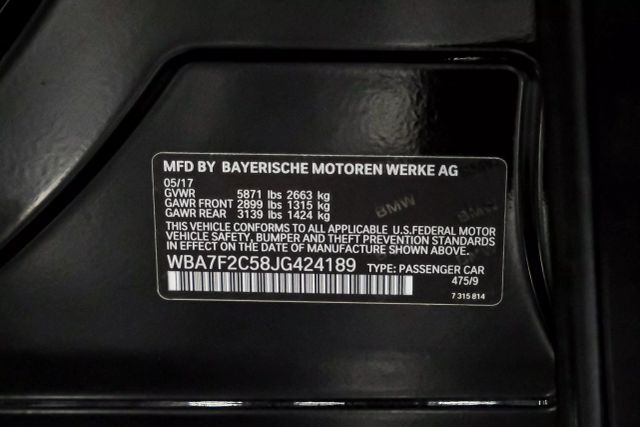 MFD BY BAYERISCHE MOTOREN WERKE AG
05/17
GVWR 5871 lbs 2663 kg
GAWR FRONT 2899 lbs 1315 kg
GAWR REAR 3139 lbs 1424 kg
THIS VEHICLE CONFORMS TO ALL APPLICABLE U.S.FEDERAL MOTOR
VEHICLE SAFETY, BUMPER, AND THEFT PREVENTION STANDARDS
IN EFFECT ON THE DATE OF MANUFACTURE SHOWN ABOVE.
WBA7F2C58JG424189 TYPE: PASSENGER CAR
475/9
7 315 814
BMW
BMW